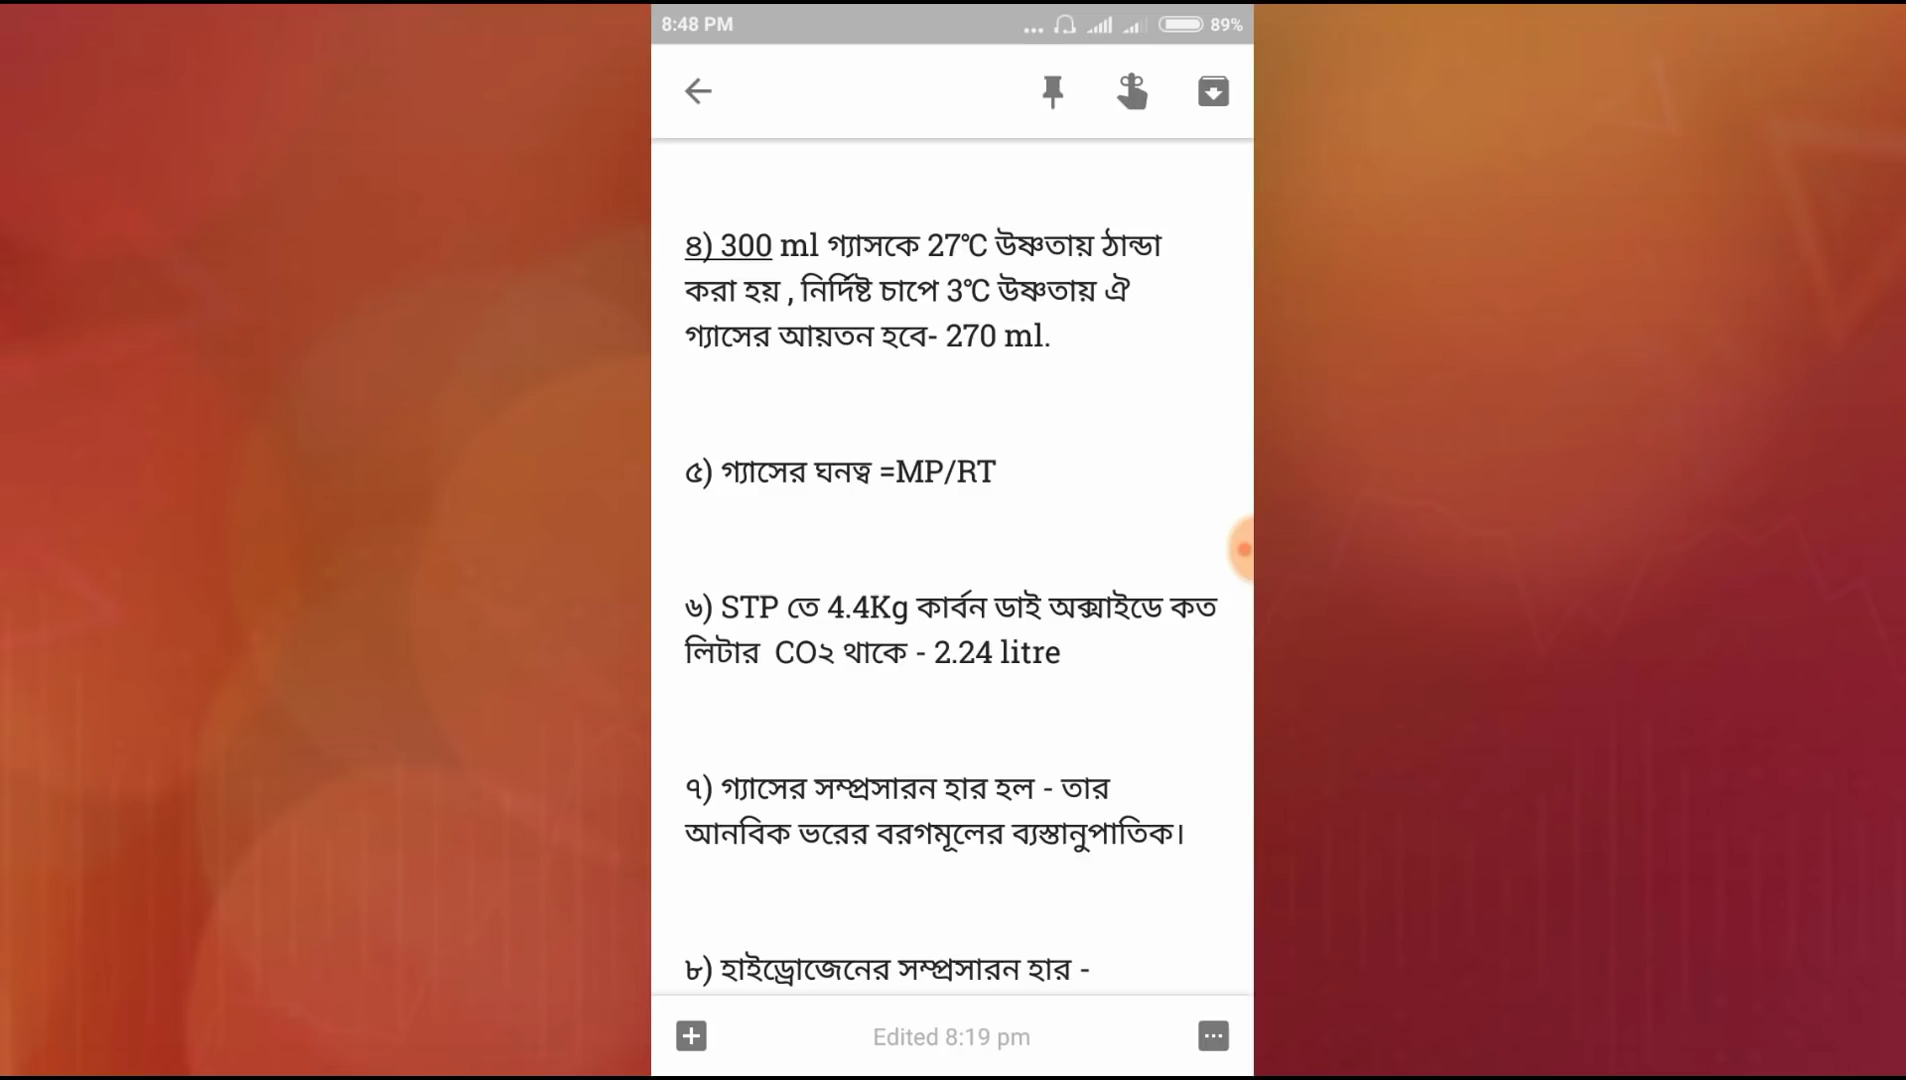 8:48 PM
89%
৪) 300 ml গ্যাসকে 27℃ উষ্ণতায় ঠান্ডা
করা হয় , নির্দিষ্ট চাপে 3℃ উষ্ণতায় ঐ
গ্যাসের আয়তন হবে- 270 ml.
৫) গ্যাসের ঘনত্ব =MP/RT
৬) STP তে 4.4Kg কার্বন ডাই অক্সাইডে কত
লিটার CO২ থাকে - 2.24 litre
৭) গ্যাসের সম্প্রসারন হার হল - তার
আনবিক ভরের বরগমূলের ব্যস্তানুপাতিক।
৮) হাইড্রোজেনের সম্প্রসারন হার -
Edited 8:19 pm